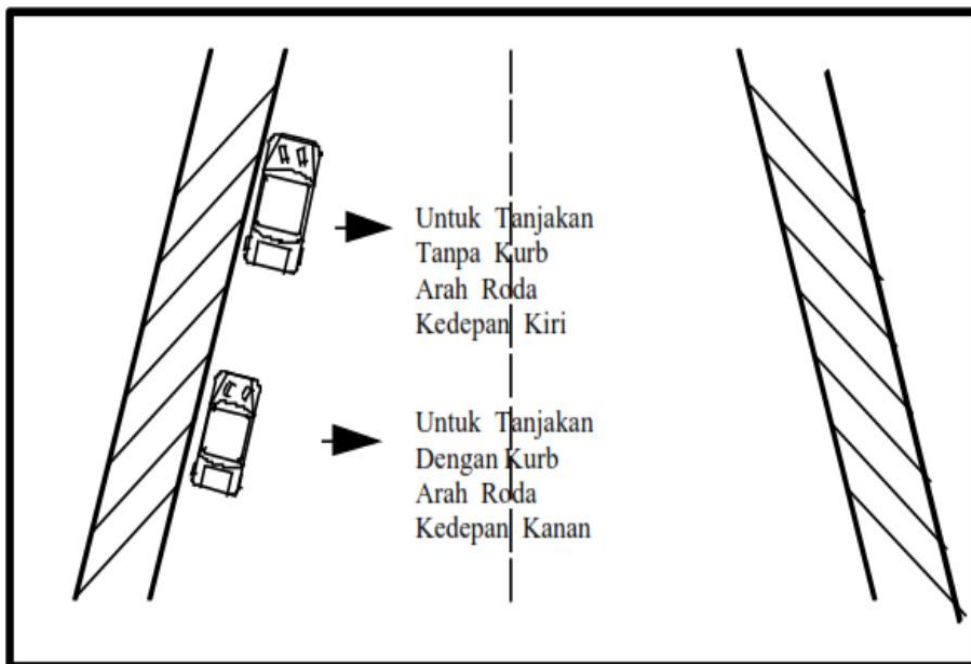 Untuk Tanjakan
Tanpa Kurb
Arah Roda
Kedepan Kiri
Untuk Tanjakan
Dengan Kurb
Arah Roda
Kedepan Kanan